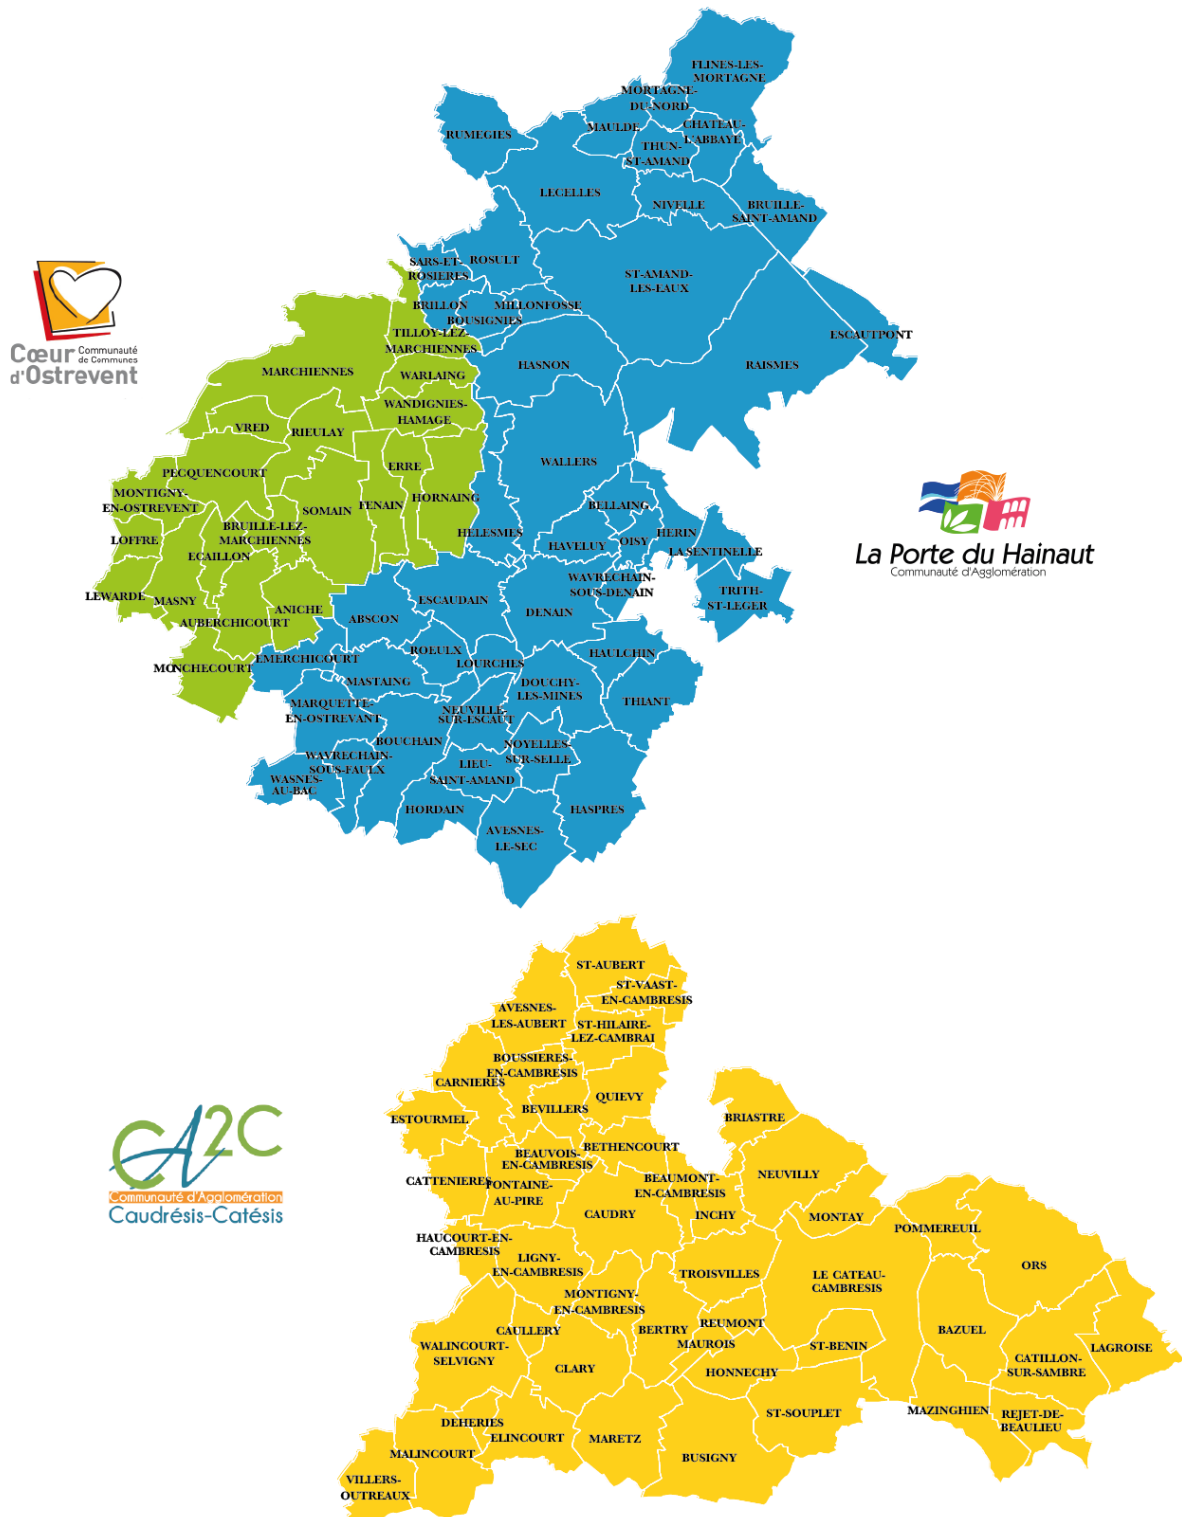 FLINES-LES-
MORTAGNE
MORTAGNE-
DU-NORD
MAULDE
CHATEAU-
L'ABBAYE
RUMEGIES
THUN-
ST-AMAND
LECELLES
NIVELLE
BRUILLE-
SAINT-AMAND
SARS-ET-
ROSIERES
ROSULT
ST-AMAND-
LES-EAUX
BRILLON
MILLONFOSSE
BOUSIGNIES
ESCAUTPONT
TILLOY-LEZ-
MARCHIENNES
HASNON
RAISMES
Cœur
Communauté
de Communes
d'Ostrevent
MARCHIENNES
WARLAING
WANDIGNIES-
HAMAGE
VRED
RIEULAY
WALLERS
PECQUENCOURT
ERRE
MONTIGNY-
EN-OSTREVENT
HORNAING
SOMAIN
FENAIN
BELLAING
BRUILLE-LEZ-
MARCHIENNES
HELESMES
HERIN
LOFFRE
ECAILLON
HAVELUY
OISY
LA SENTINELLE
La Porte du Hainaut
Communauté d'Agglomération
WAVRECHAIN-
SOUS-DENAIN
TRITH-
ST-LEGER
LEWARDE
MASNY
ESCAUDAIN
DENAIN
ANICHE
AUBERCHICOURT
ABSCON
MONCHECOURT
EMERCHICOURT
ROEULX
LOURCHES
HAULCHIN
MASTAING
DOUCHY-
LES-MINES
THIANT
MARQUETTE-
EN-OSTREVANT
NEUVILLE-
SUR-ESCAUT
BOUCHAIN
NOYELLES-
SUR-SELLE
WAVRECHAIN-
SOUS-FAULX
LIEU-
SAINT-AMAND
WASNES-
AU-BAC
HORDAIN
HASPRES
AVESNES-
LE-SEC
ST-AUBERT
ST-VAAST-
EN-CAMBRESIS
AVESNES-
LES-AUBERT
ST-HILAIRE-
LEZ-CAMBRAI
BOUSSIERES-
EN-CAMBRESIS
CARNIERES
QUIEVY
BEVILLERS
ESTOURMEL
BRIASTRE
BETHENCOURT
BEAUVOIS-
EN-CAMBRESIS
NEUVILLY
CATTENIERES
FONTAINE-
AU-PIRE
BEAUMONT-
EN-CAMBRESIS
CA2C
Communauté d'Agglomération
Caudrésis-Catésis
CAUDRY
INCHY
MONTAY
POMMEREUIL
HAUCOURT-EN-
CAMBRESIS
LIGNY-
EN-CAMBRESIS
TROISVILLES
LE CATEAU-
CAMBRESIS
ORS
MONTIGNY-
EN-CAMBRESIS
CAULLERY
BERTRY
REUMONT
MAUROIS
BAZUEL
WALINCOURT-
SELVIGNY
ST-BENIN
LAGROISE
CLARY
HONNECHY
CATILLON-
SUR-SAMBRE
ST-SOUPLET
MAZINGHIEN
REJET-DE-
BEAULIEU
DEHERIES
ELINCOURT
MARETZ
MALINCOURT
BUSIGNY
VILLERS-
OUTREAUX